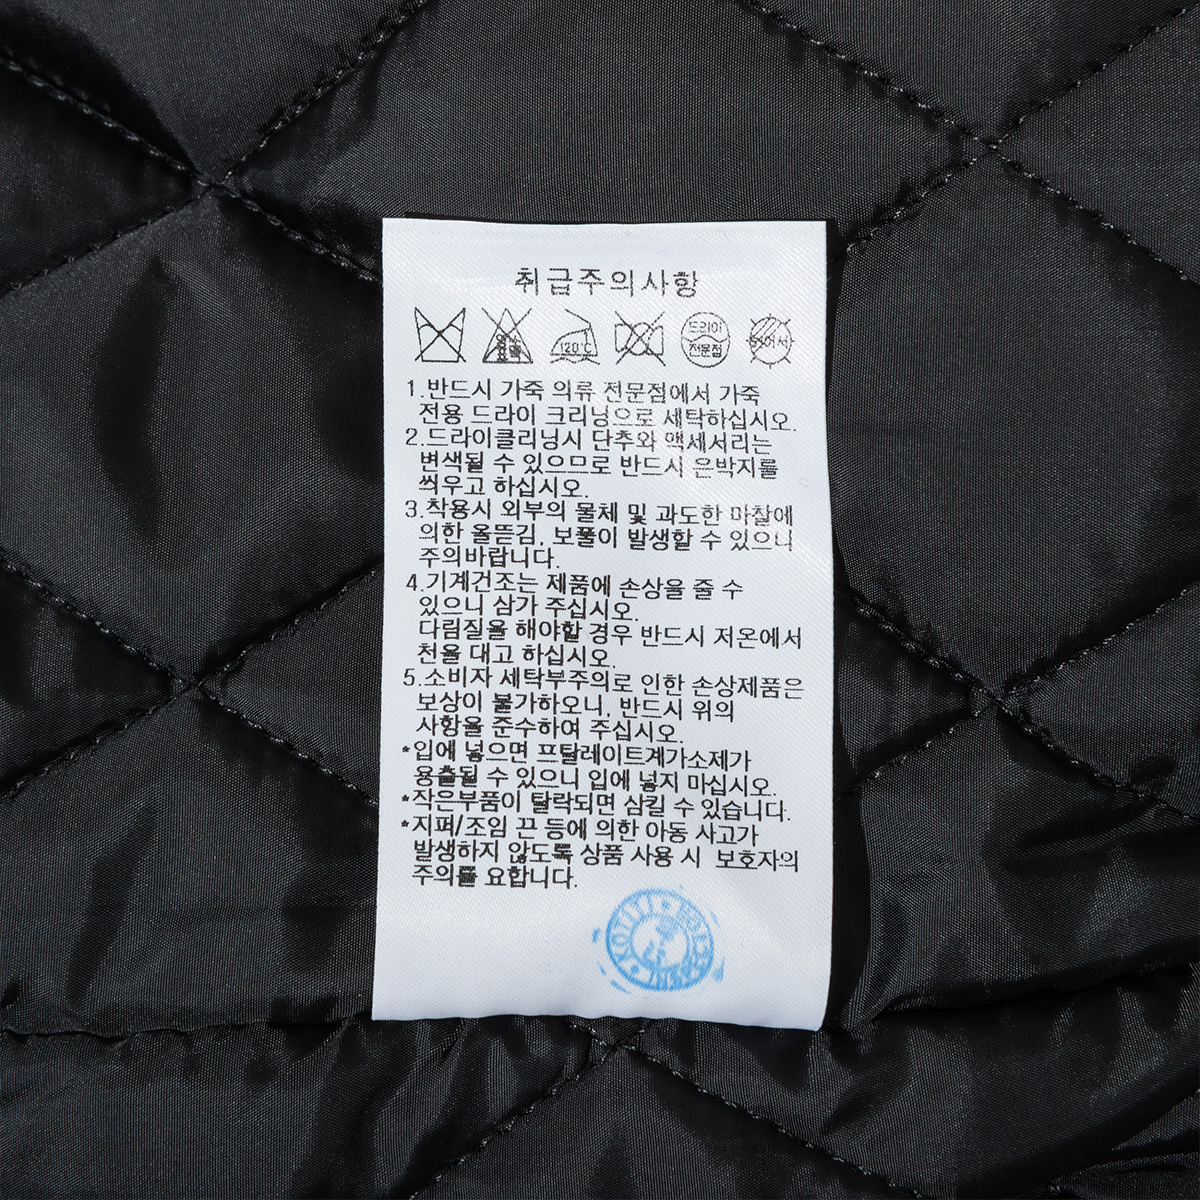 취급주의사항
120℃
드라이
전문점
뉘어서
1.반드시 가죽 의류 전문점에서 가죽
전용 드라이 크리닝으로 세탁하십시오.
2.드라이클리닝시 단추와 액세서리는
변색될 수 있으므로 반드시 은박지를
씌우고 하십시오.
3.착용시 외부의 물체 및 과도한 마찰에
의한 올뜯김, 보풀이 발생할 수 있으니
주의바랍니다.
4.기계건조는 제품에 손상을 줄 수
있으니 삼가 주십시오.
다림질을 해야할 경우 반드시 저온에서
천을 대고 하십시오.
5.소비자 세탁부주의로 인한 손상제품은
보상이 불가하오니, 반드시 위의
사항을 준수하여 주십시오.
*입에 넣으면 프탈레이트계가소제가
용출될 수 있으니 입에 넣지 마십시오.
*작은부품이 탈락되면 삼킬 수 있습니다.
*지퍼/조임 끈 등에 의한 아동 사고가
발생하지 않도록 상품 사용 시 보호자의
주의를 요합니다.
KOTITI